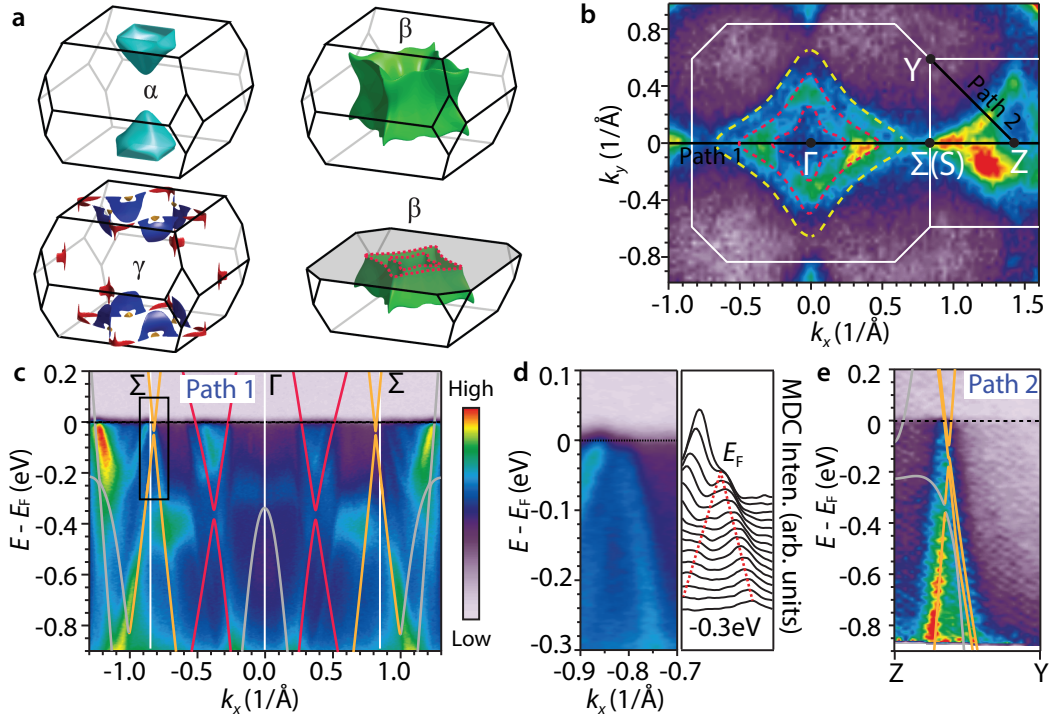 a
α
β
γ
β
b
0.8
0.4
0.0
-0.4
-0.8
k_y (1/Å)
Y
Path 2
Path 1
Γ
Σ(S)
Z
-1.0
-0.5
0.0
0.5
1.0
1.5
k_x (1/Å)
c
0.2
0
-0.2
-0.4
-0.6
-0.8
E - E_F (eV)
Σ
Path 1
Γ
Σ
-1.0
-0.5
0.0
0.5
1.0
k_x (1/Å)
High
Low
d
0.1
0
-0.1
-0.2
-0.3
E - E_F (eV)
-0.9
-0.8
-0.7
k_x (1/Å)
E_F
-0.3eV
MDC Inten. (arb. units)
e
0.2
0
-0.2
-0.4
-0.6
-0.8
E - E_F (eV)
Path 2
Z
Y